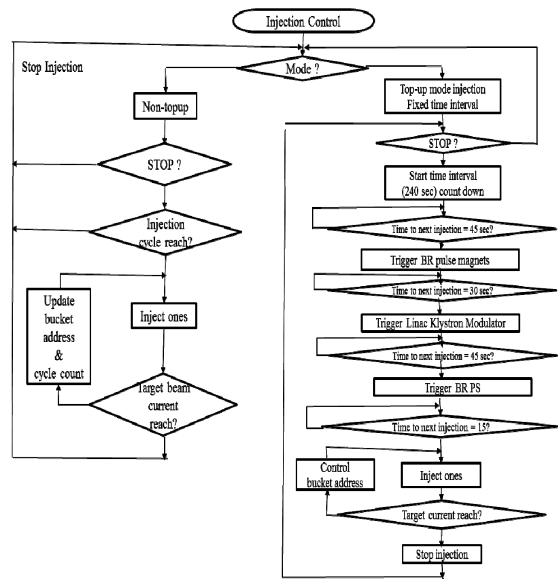 Injection Control
Stop Injection
Mode ?
Non-topup
STOP ?
Injection
cycle reach?
Update
bucket
address
&
cycle count
Inject ones
Target beam
current
reach?
Top-up mode injection
Fixed time interval
STOP ?
Start time interval
(240 sec) count down
Time to next injection = 45 sec?
Trigger BR pulse magnets
Time to next injection = 30 sec?
Trigger Linac Klystron Modulator
Time to next injection = 45 sec?
Trigger BR PS
Time to next injection = 15?
Control
bucket address
Inject ones
Target current reach?
Stop injection